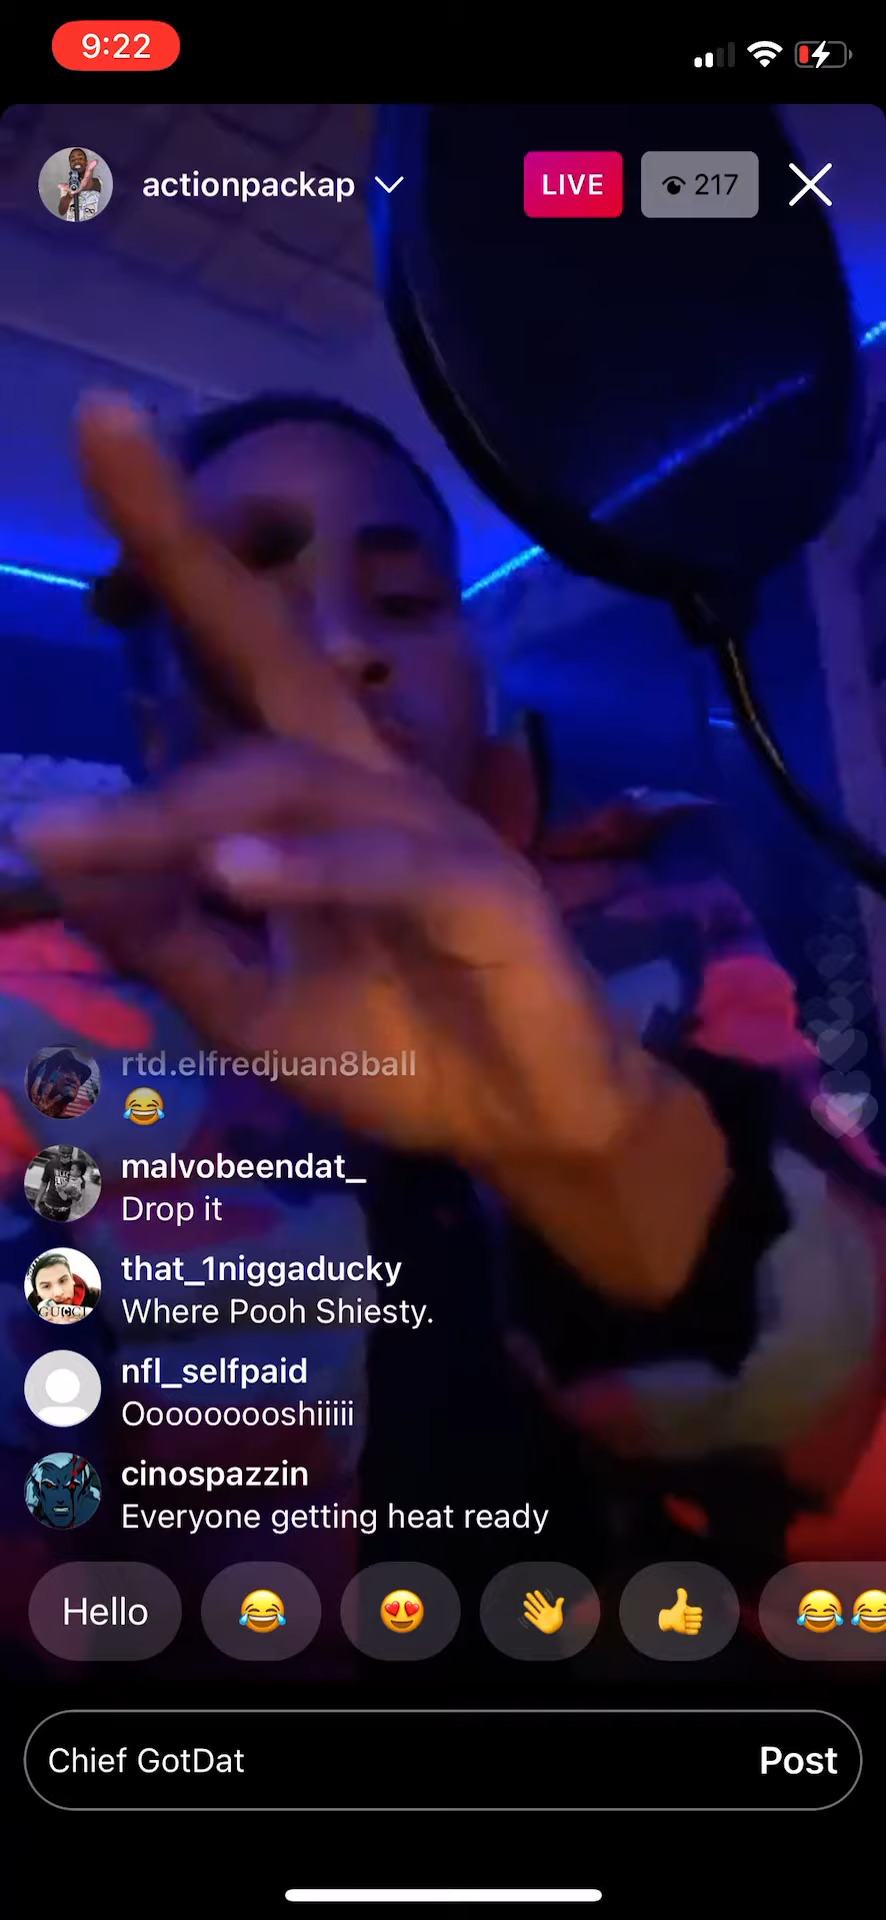 9:22
actionpackap
LIVE
217
rtd.elfredjuan8ball
😂
malvobeendat_
Drop it
that_1niggaducky
Where Pooh Shiesty.
GUCCI
nfl_selfpaid
Ooooooooshiiiii
cinospazzin
Everyone getting heat ready
Hello 😂 😍 👋 👍 😂😂
Chief GotDat
Post